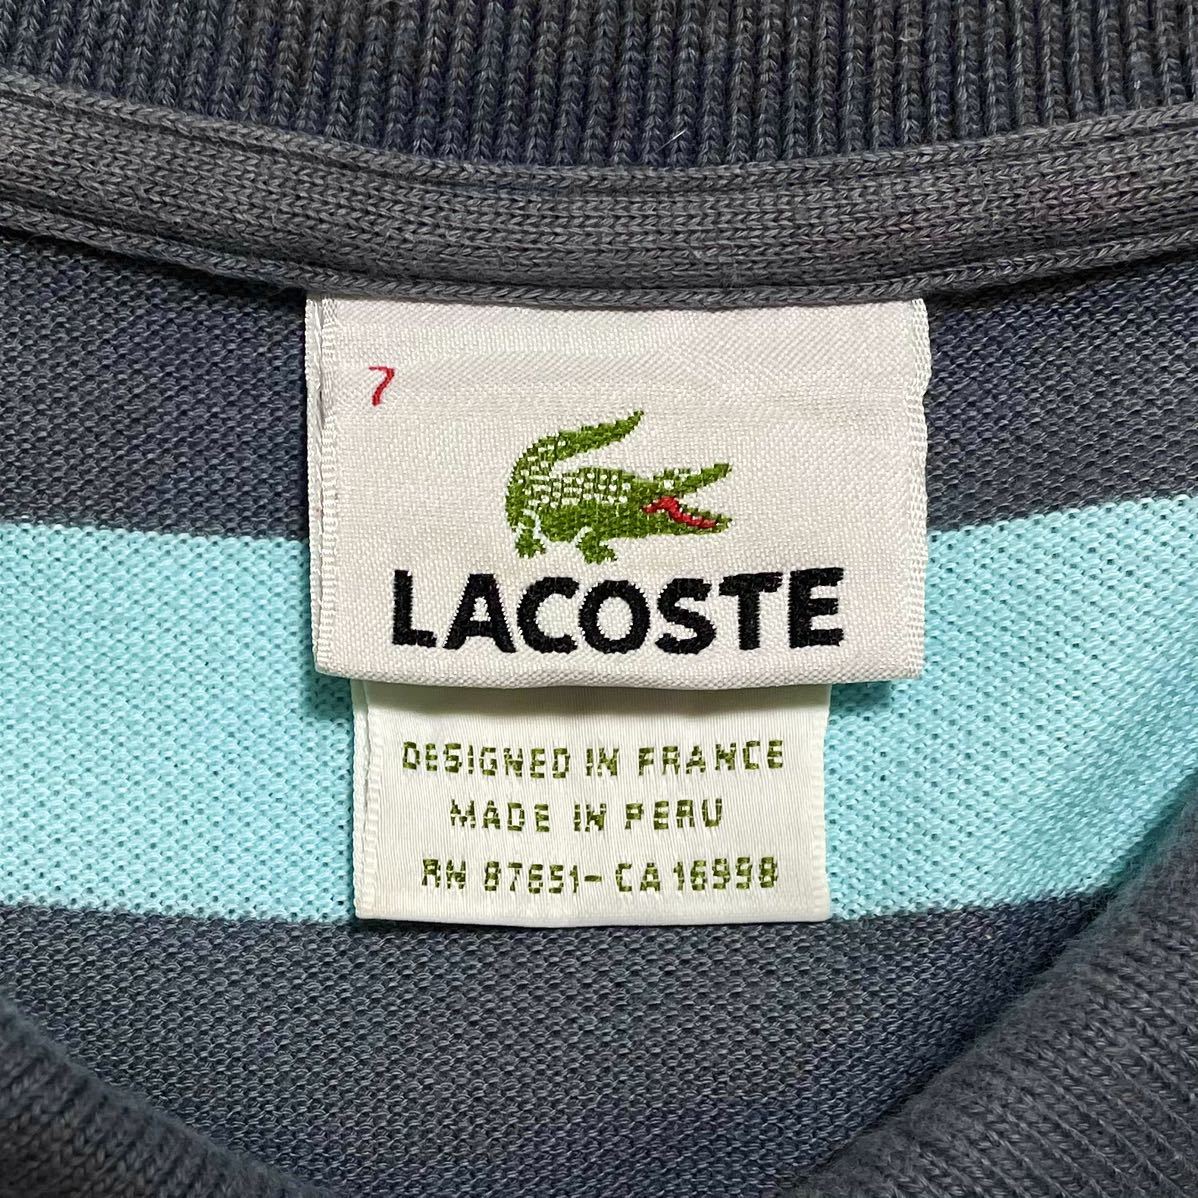 7
LACOSTE
DESIGNED IN FRANCE
MADE IN PERU
RN 87651-CA 16998